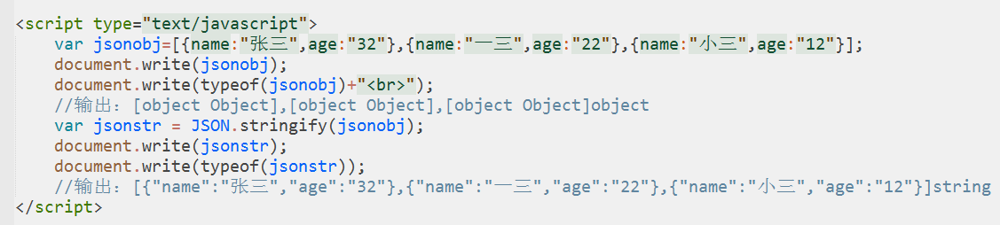 <script type="text/javascript">
var jsonobj=[{name:"张三",age:"32"},{name:"一三",age:"22"},{name:"小三",age:"12"}];
document.write(jsonobj);
document.write(typeof(jsonobj)+"<br>");
//输出：[object Object],[object Object],[object Object]object
var jsonstr = JSON.stringify(jsonobj);
document.write(jsonstr);
document.write(typeof(jsonstr));
//输出：[{"name":"张三","age":"32"},{"name":"一三","age":"22"},{"name":"小三","age":"12"}]string
</script>